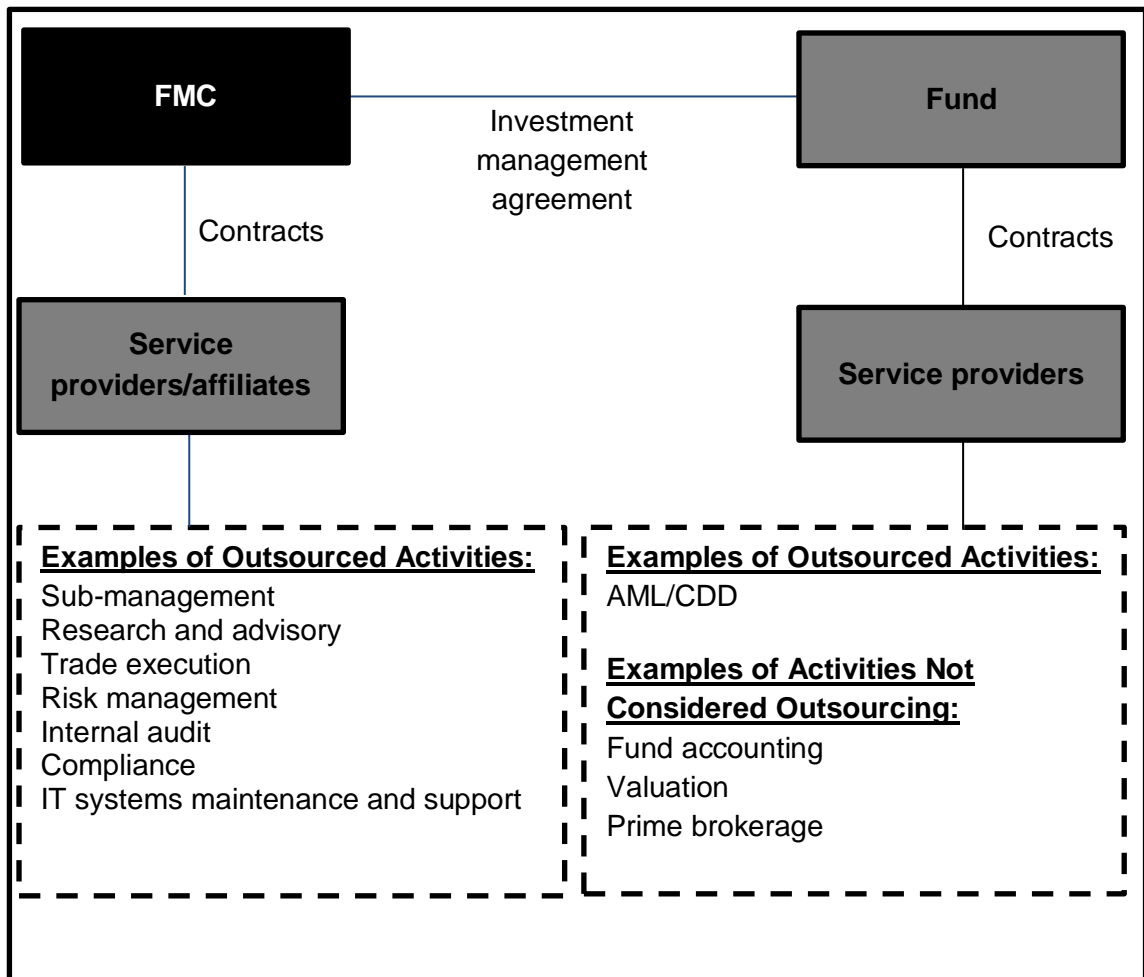 FMC
Fund
Investment
management
agreement
Contracts
Contracts
Service
providers/affiliates
Service providers
Examples of Outsourced Activities:
Sub-management
Research and advisory
Trade execution
Risk management
Internal audit
Compliance
IT systems maintenance and support
Examples of Outsourced Activities:
AML/CDD
Examples of Activities Not
Considered Outsourcing:
Fund accounting
Valuation
Prime brokerage